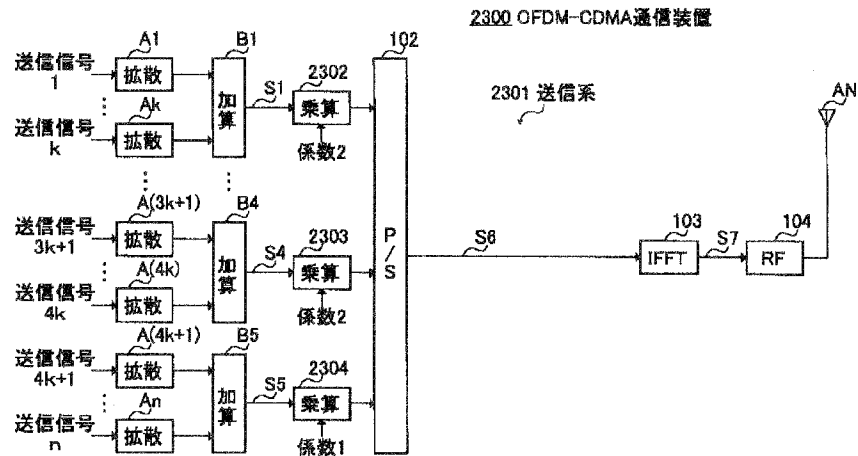 2300 OFDM-CDMA通信装置
2301 送信系
送信信号
1
A1
拡散
B1
加算
S1
2302
乗算
係数2
⋮
送信信号
k
Ak
拡散
⋮
⋮
送信信号
3k+1
A(3k+1)
拡散
B4
加算
S4
2303
乗算
係数2
⋮
送信信号
4k
A(4k)
拡散
送信信号
4k+1
A(4k+1)
拡散
B5
加算
S5
2304
乗算
係数1
⋮
送信信号
n
An
拡散
102
P/S
S6
103
IFFT
S7
104
RF
AN